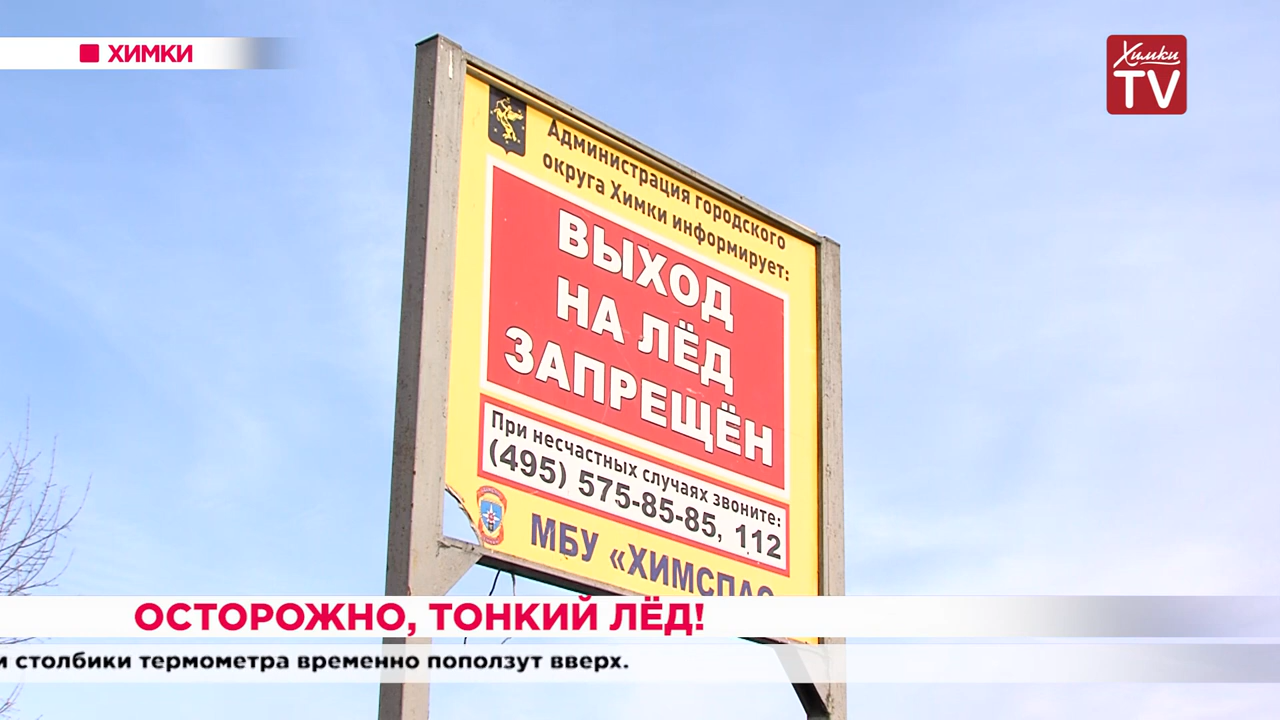 ХИМКИ
Химки
TV
Администрация городского
округа Химки информирует:
ВЫХОД
НА ЛЁД
ЗАПРЕЩЁН
При несчастных случаях звоните:
(495) 575-85-85, 112
МБУ «ХИМСПАС
ОСТОРОЖНО, ТОНКИЙ ЛЁД!
и столбики термометра временно поползут вверх.